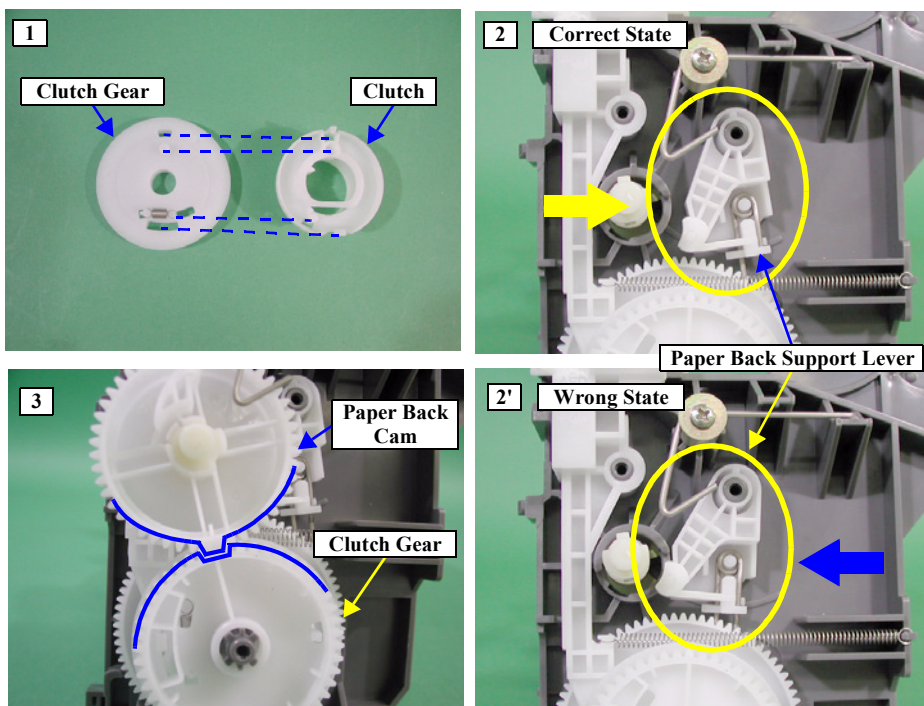 1
Clutch Gear
Clutch
2
Correct State
Paper Back Support Lever
3
Paper Back
Cam
Clutch Gear
2'
Wrong State